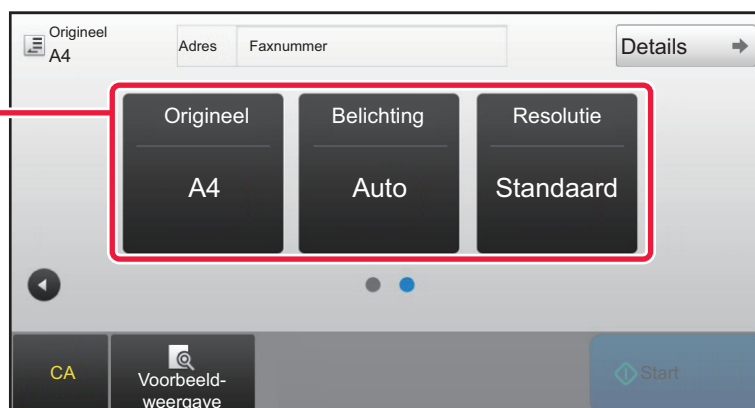 Origineel
A4
Adres Faxnummer
Details
Origineel Belichting Resolutie
A4 Auto Standaard
CA
Voorbeeld-
weergave
Start